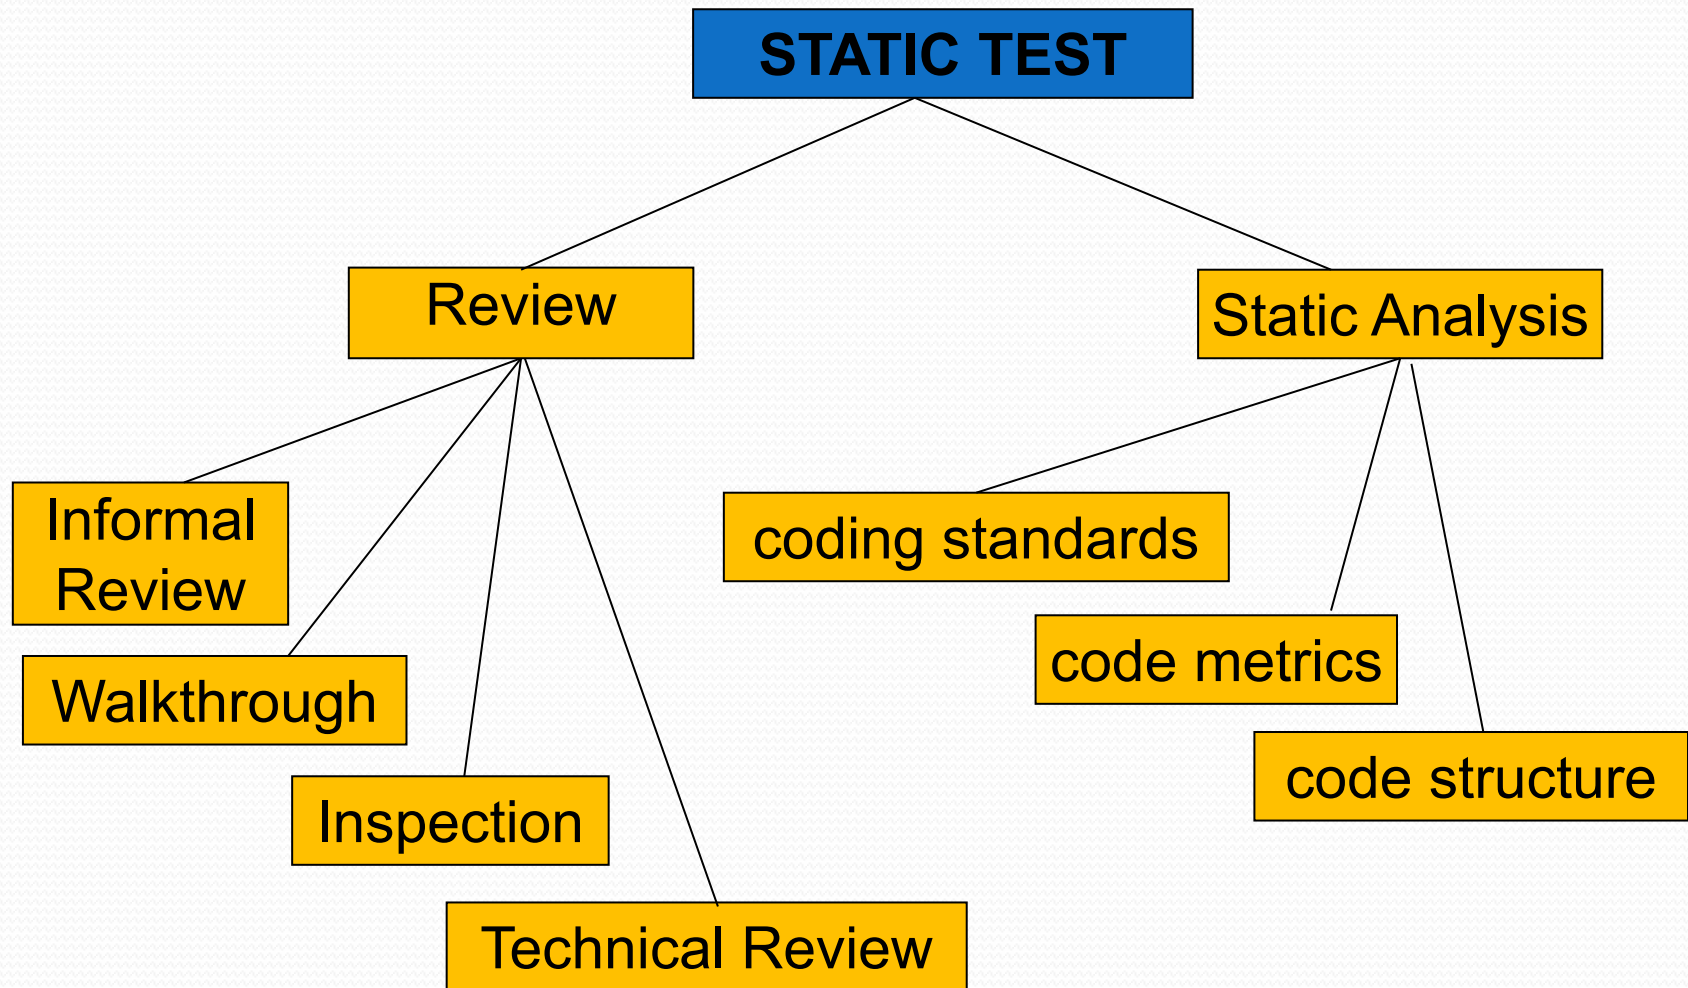 STATIC TEST
Review
Static Analysis
Informal
Review
coding standards
Walkthrough
code metrics
Inspection
code structure
Technical Review